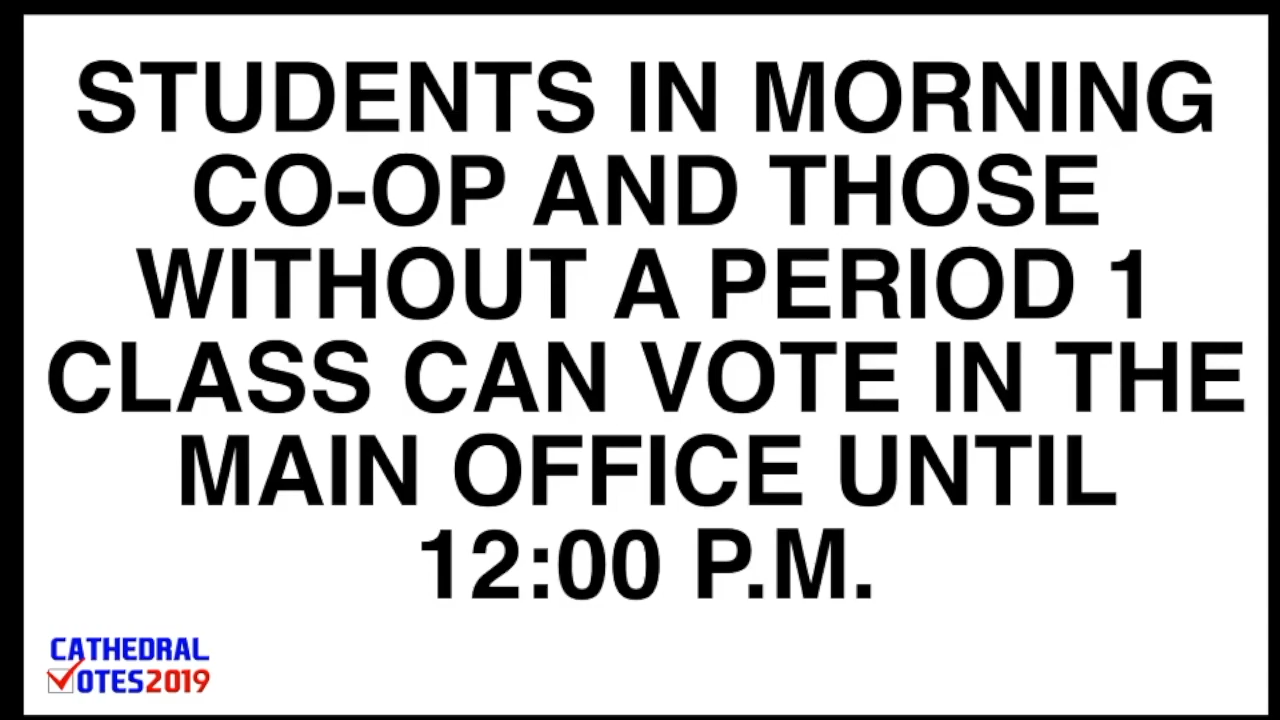 STUDENTS IN MORNING
CO-OP AND THOSE
WITHOUT A PERIOD 1
CLASS CAN VOTE IN THE
MAIN OFFICE UNTIL
12:00 P.M.
CATHEDRAL
VOTES2019